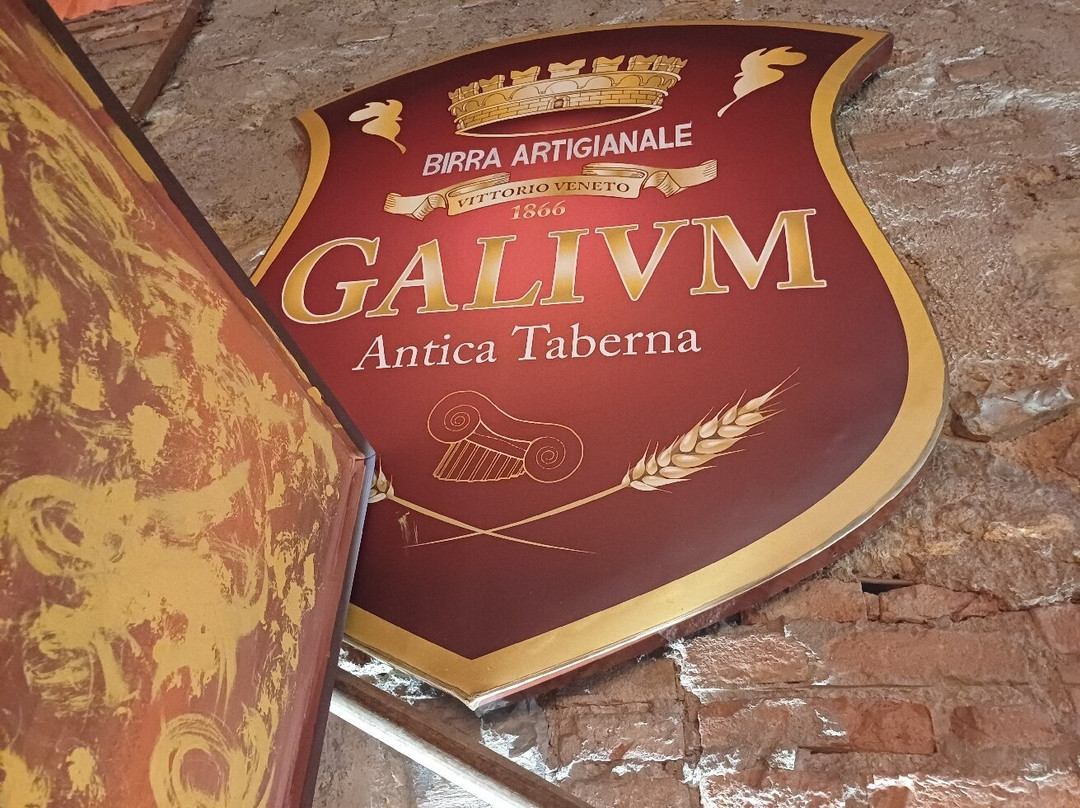 BIRRA ARTIGIANALE
VITTORIO VENETO
1866
GALIVM
Antica Taberna